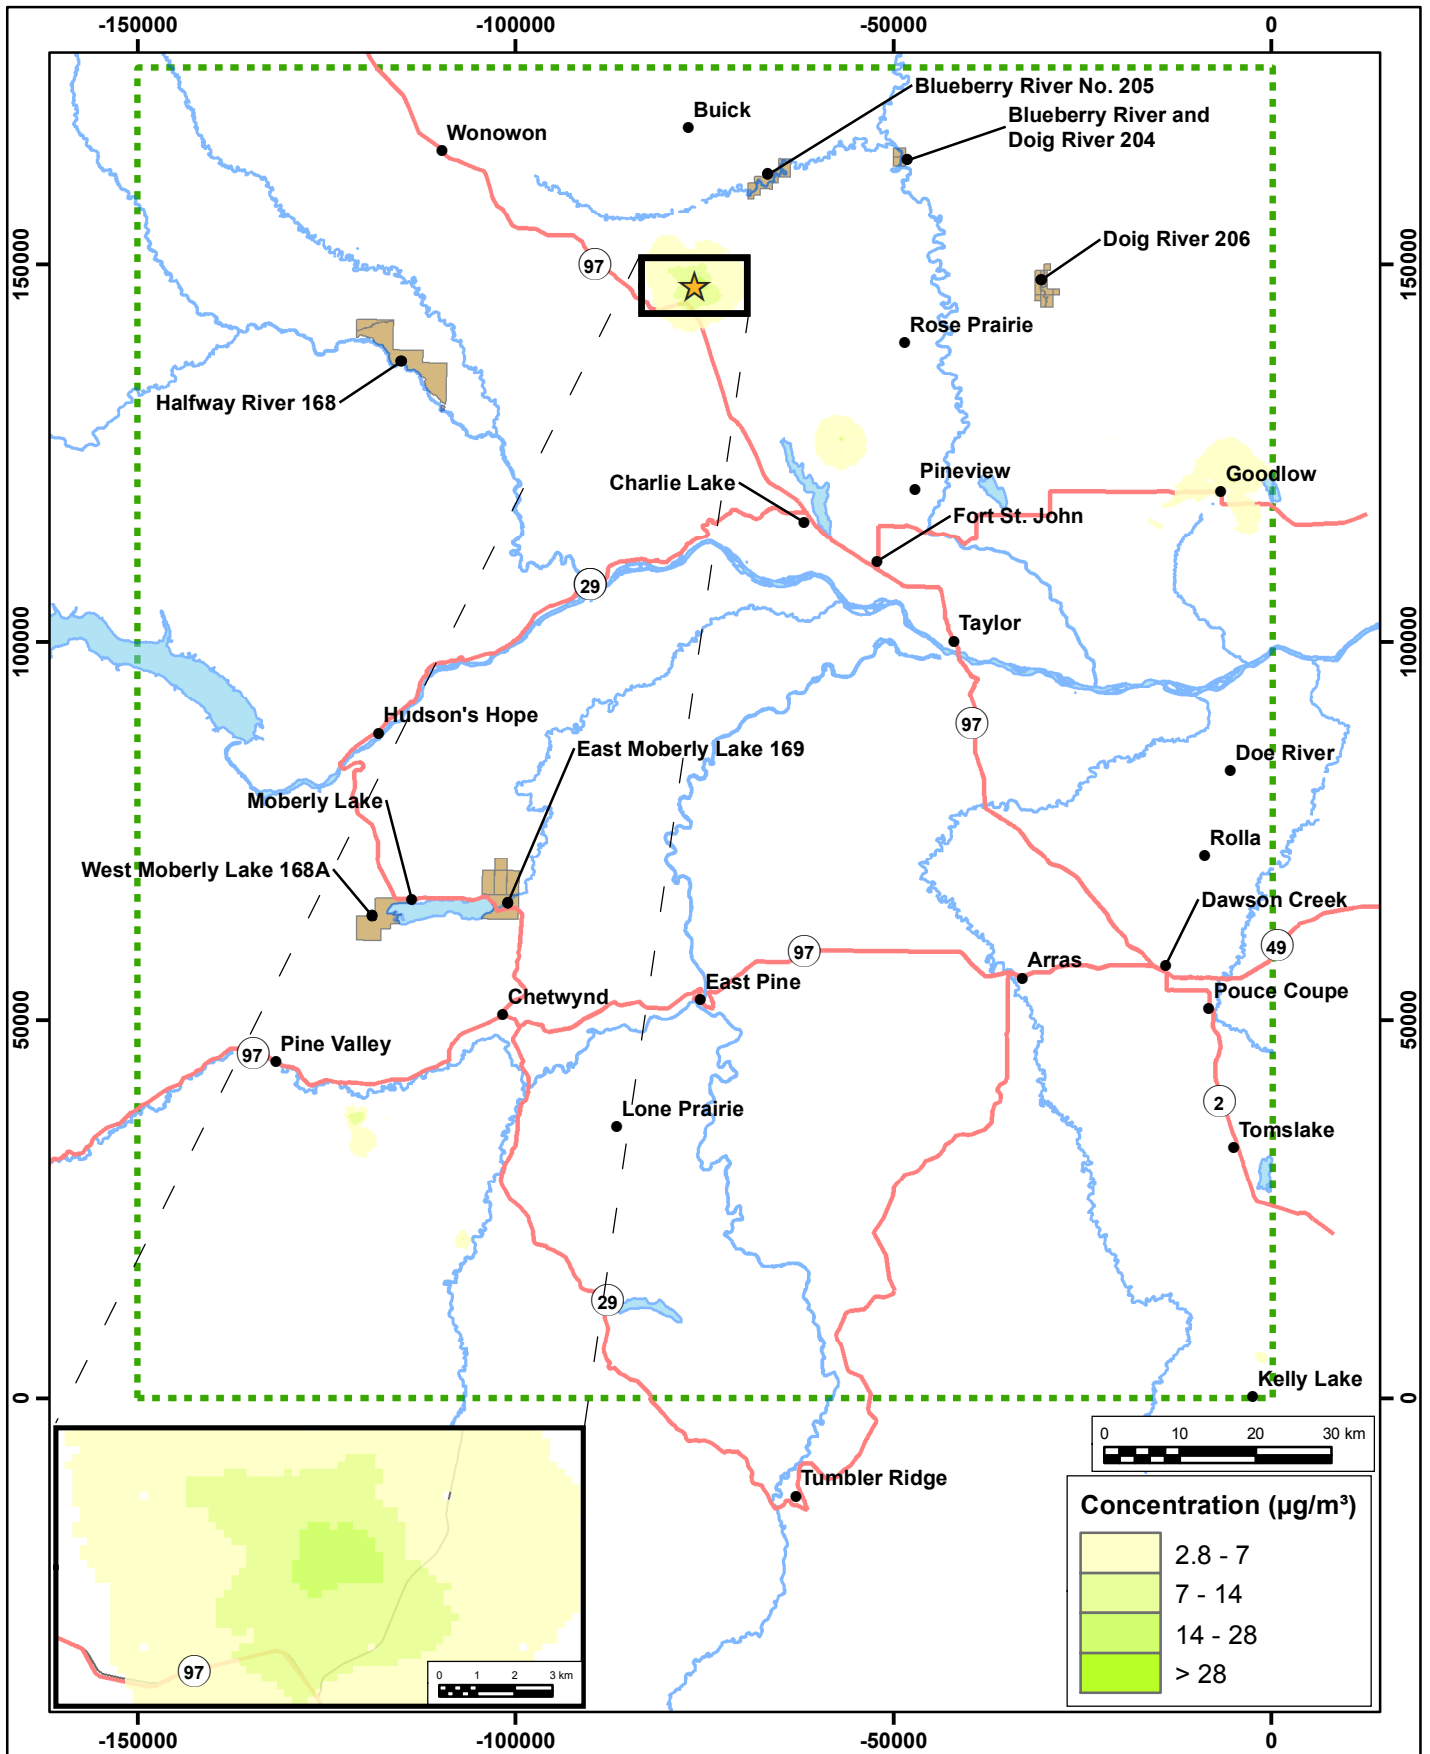 -150000
-100000
-50000
0
Buick
Blueberry River No. 205
Blueberry River and
Doig River 204
Wonowon
Doig River 206
150000
150000
97
Rose Prairie
Halfway River 168
Pineview
Goodlow
Charlie Lake
Fort St. John
29
100000
100000
Taylor
Hudson's Hope
97
East Moberly Lake 169
Doe River
Moberly Lake
Rolla
West Moberly Lake 168A
Dawson Creek
97
49
Arras
East Pine
Pouce Coupe
Chetwynd
50000
50000
97
Pine Valley
2
Lone Prairie
Tomslake
29
Kelly Lake
0
0
0 10 20 30 km
Tumbler Ridge
Concentration (µg/m³)
2.8 - 7
7 - 14
14 - 28
> 28
97
0 1 2 3 km
-150000
-100000
-50000
0